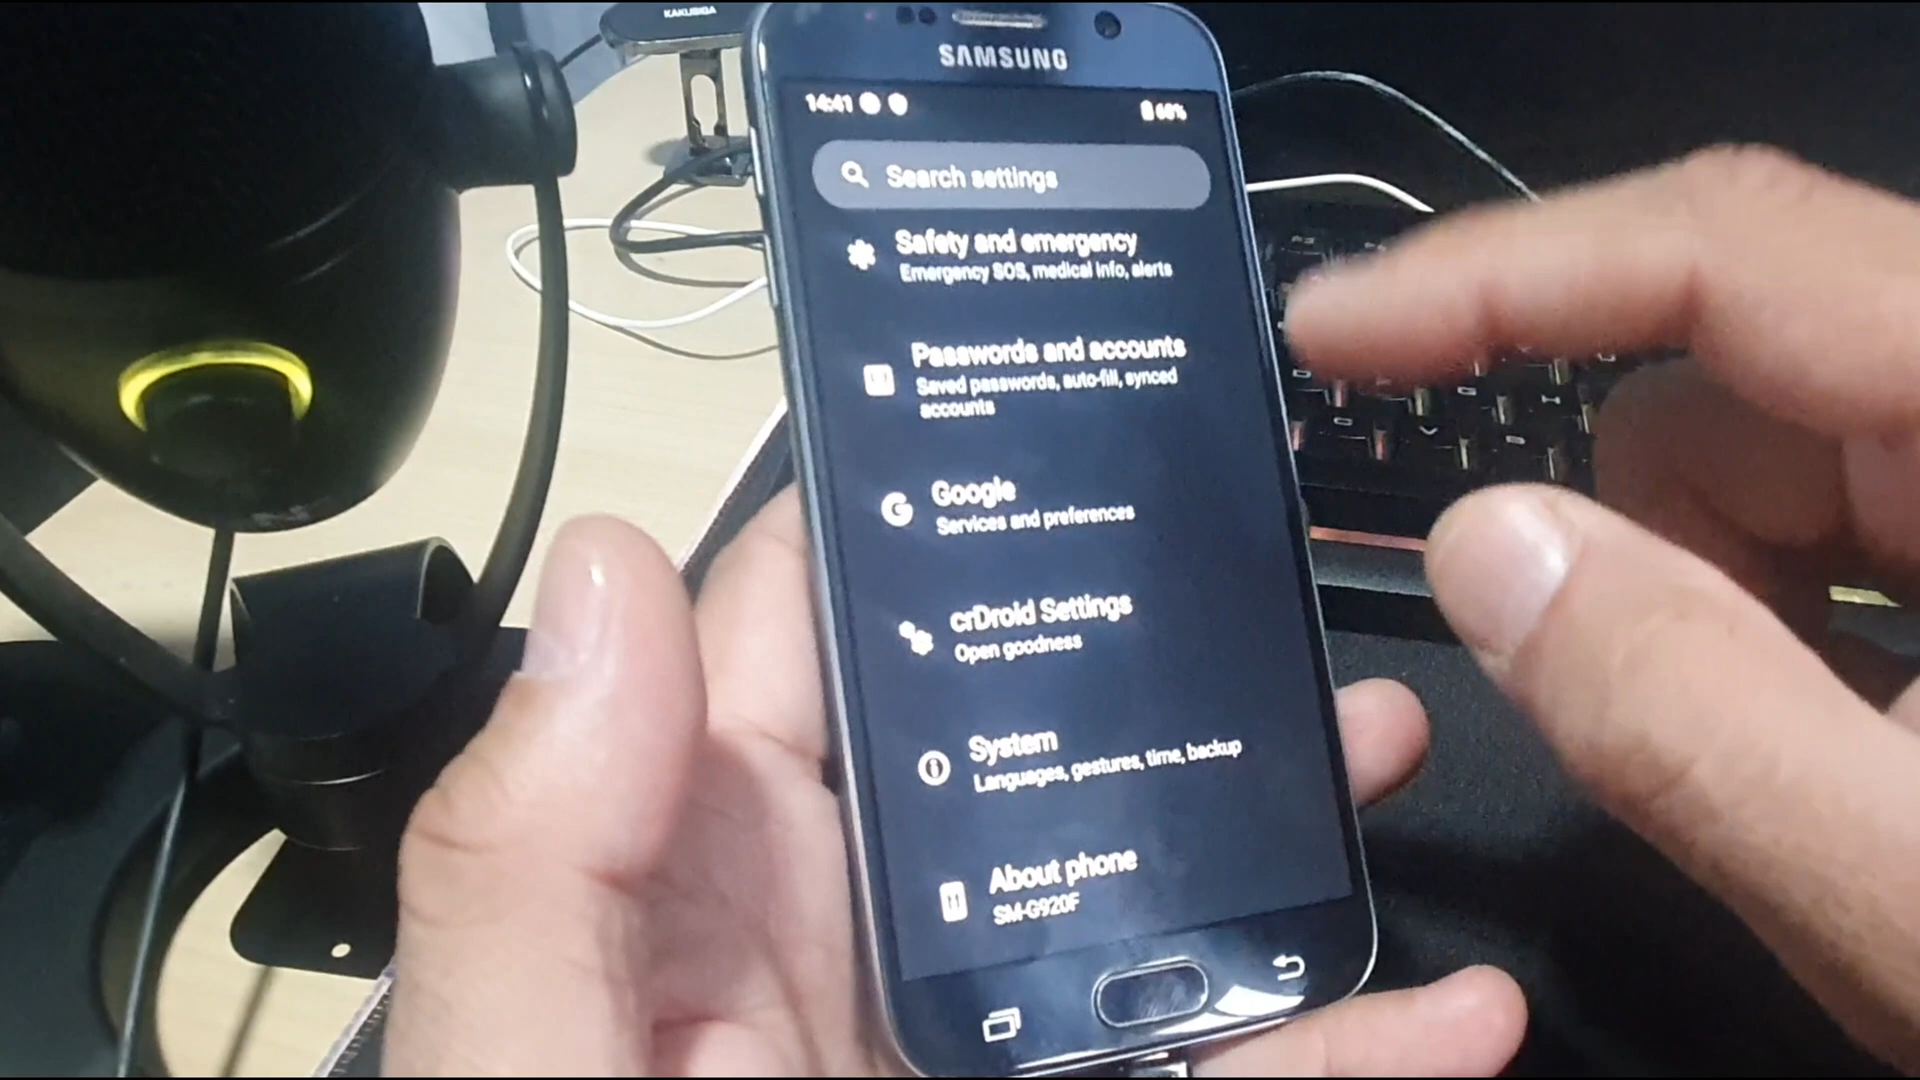 KAKUSIGA
SAMSUNG
14:41
68%
Search settings
Safety and emergency
Emergency SOS, medical info, alerts
Passwords and accounts
Saved passwords, auto-fill, synced
accounts
Google
Services and preferences
crDroid Settings
Open goodness
System
Languages, gestures, time, backup
About phone
SM-G920F